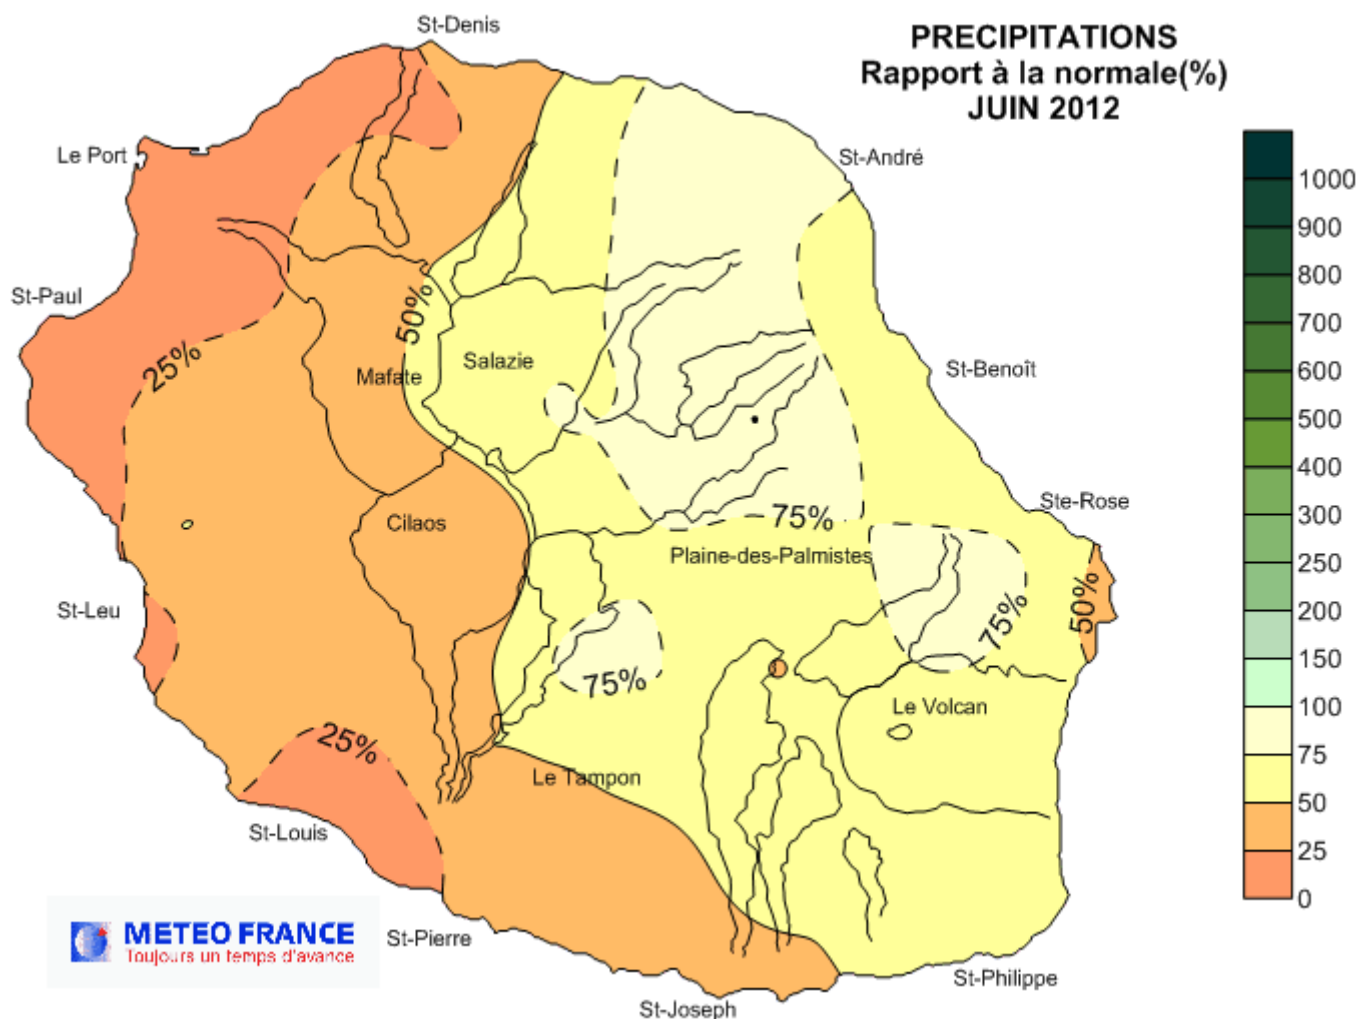 PRECIPITATIONS
Rapport à la normale(%)
JUIN 2012
St-Denis
Le Port
St-André
St-Paul
50%
25%
Mafate
Salazie
St-Benoît
Ste-Rose
Cilaos
75%
Plaine-des-Palmistes
St-Leu
50%
75%
75%
Le Volcan
25%
Le Tampon
St-Louis
St-Pierre
St-Philippe
St-Joseph
1000
900
800
700
600
500
400
300
250
200
150
100
75
50
25
0
METEO FRANCE
Toujours un temps d'avance